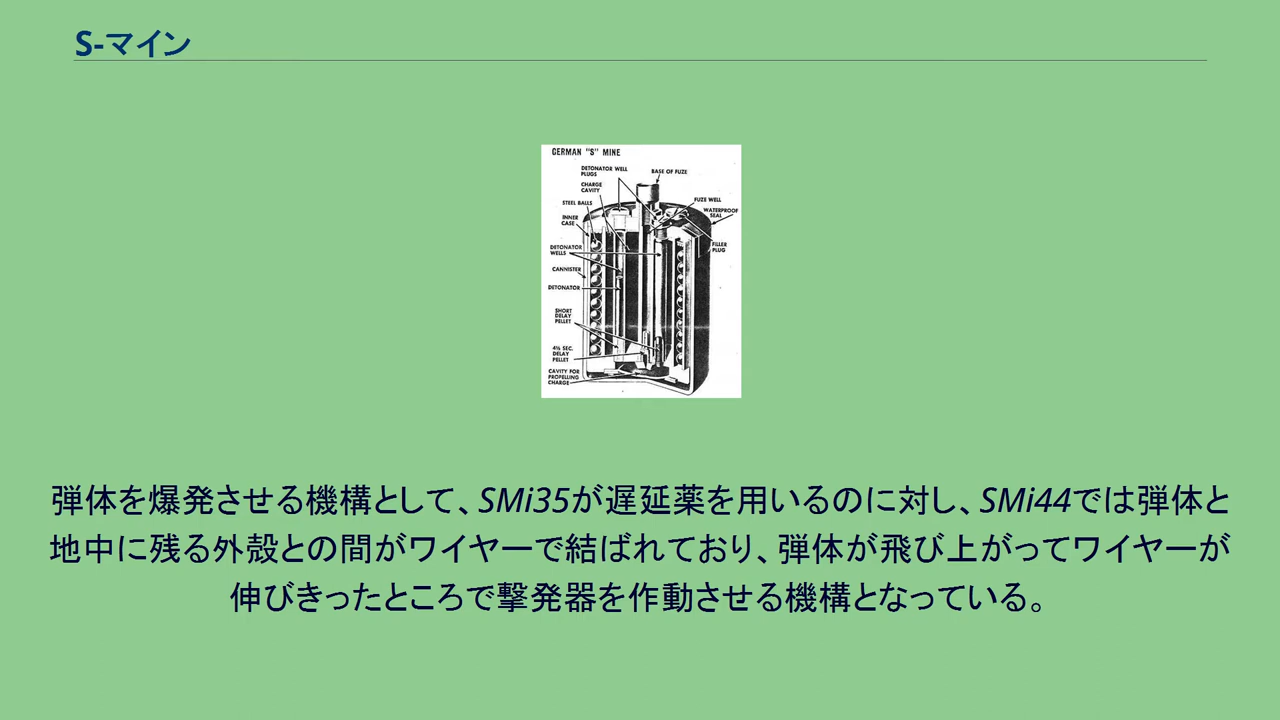 S-マイン
GERMAN "S" MINE
DETONATOR WELL
PLUGS
BASE OF FUZE
CHARGE
CAVITY
STEEL BALLS
FUZE WELL
WATERPROOF
SEAL
INNER
CASE
FILLER
PLUG
DETONATOR
WELLS
CANNISTER
DETONATOR
SHORT
DELAY
PELLET
4½ SEC.
DELAY
PELLET
CAVITY FOR
PROPELLING
CHARGE
弾体を爆発させる機構として、SMi35が遅延薬を用いるのに対し、SMi44では弾体と
地中に残る外殻との間がワイヤーで結ばれており、弾体が飛び上がってワイヤーが
伸びきったところで撃発器を作動させる機構となっている。